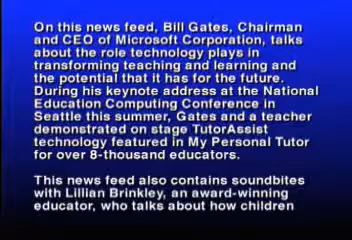 On this news feed, Bill Gates, Chairman
and CEO of Microsoft Corporation, talks
about the role technology plays in
transforming teaching and learning and
the potential that it has for the future.
During his keynote address at the National
Education Computing Conference in
Seattle this summer, Gates and a teacher
demonstrated on stage TutorAssist
technology featured in My Personal Tutor
for over 8-thousand educators.
This news feed also contains soundbites
with Lillian Brinkley, an award-winning
educator, who talks about how children